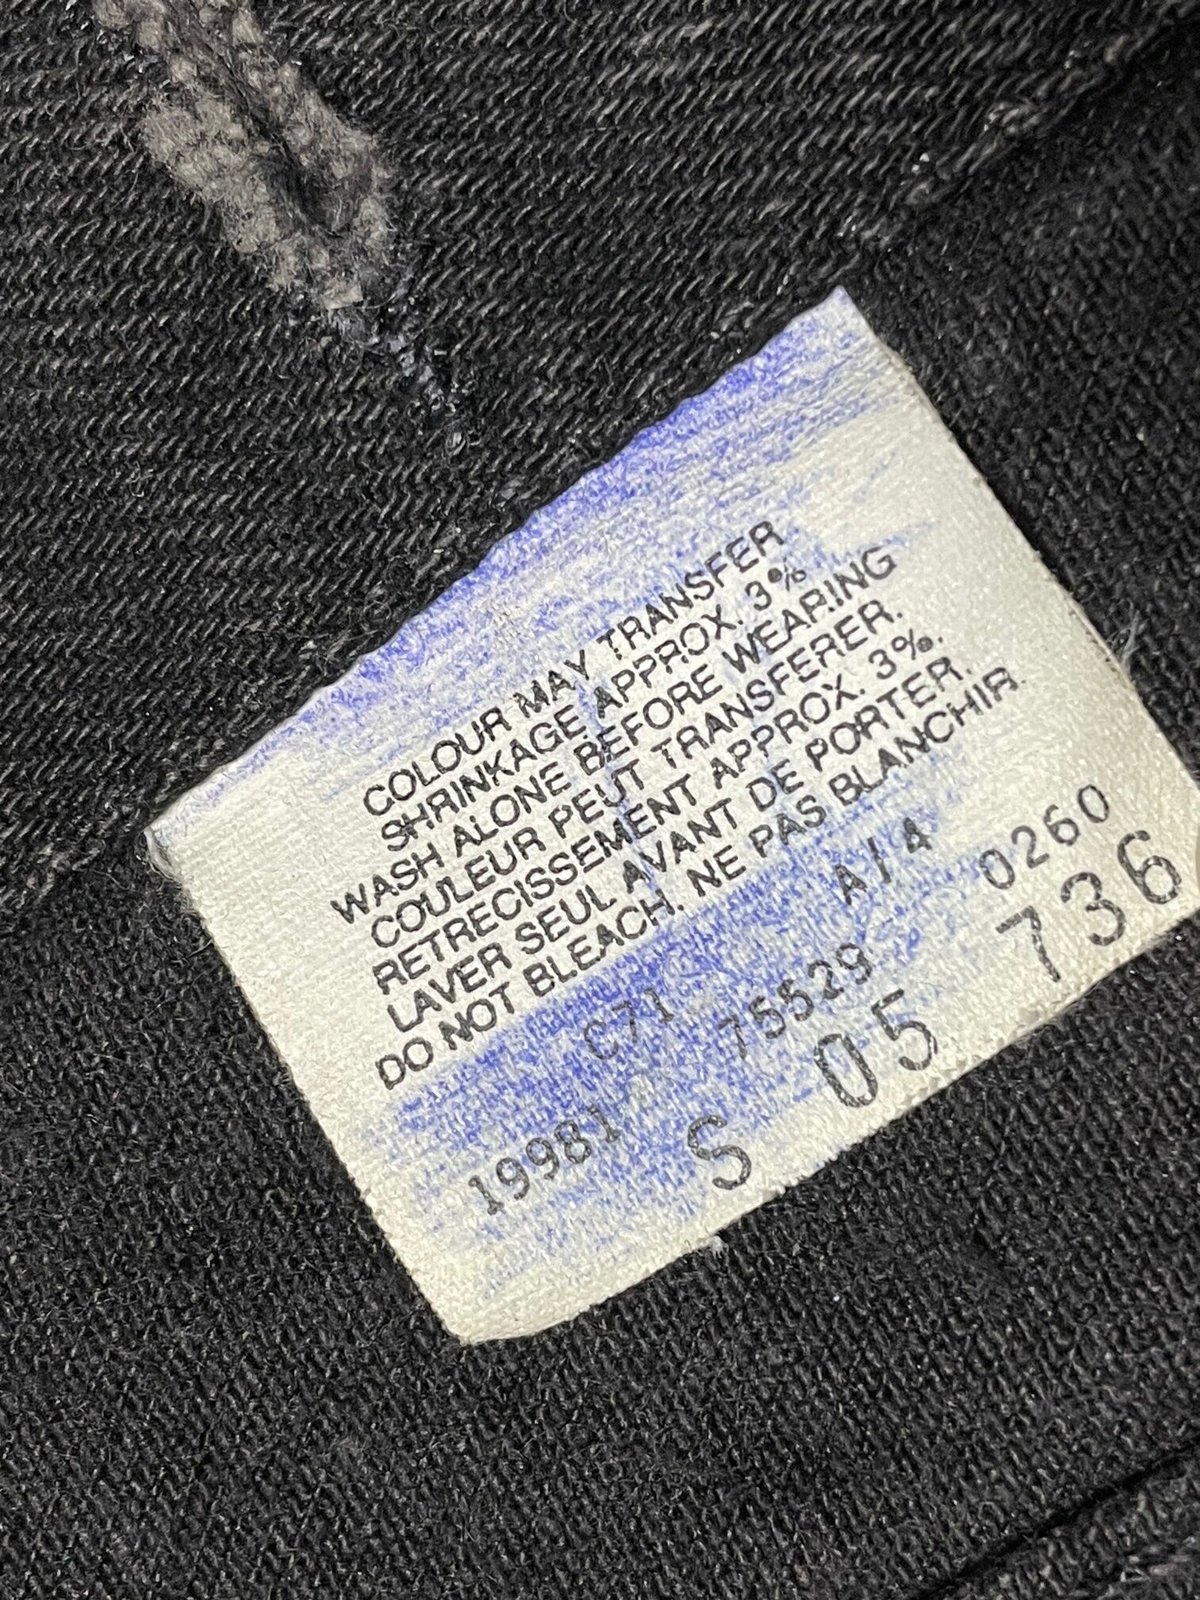 COLOUR MAY TRANSFER
SHRINKAGE APPROX. 3%
WASH ALONE BEFORE WEARING
COULEUR PEUT TRANSFERER.
RETRECISSEMENT APPROX. 3%.
LAVER SEUL AVANT DE PORTER.
DO NOT BLEACH. NE PAS BLANCHIR.
C71 A/4
19981 75529 0260
S 05 736